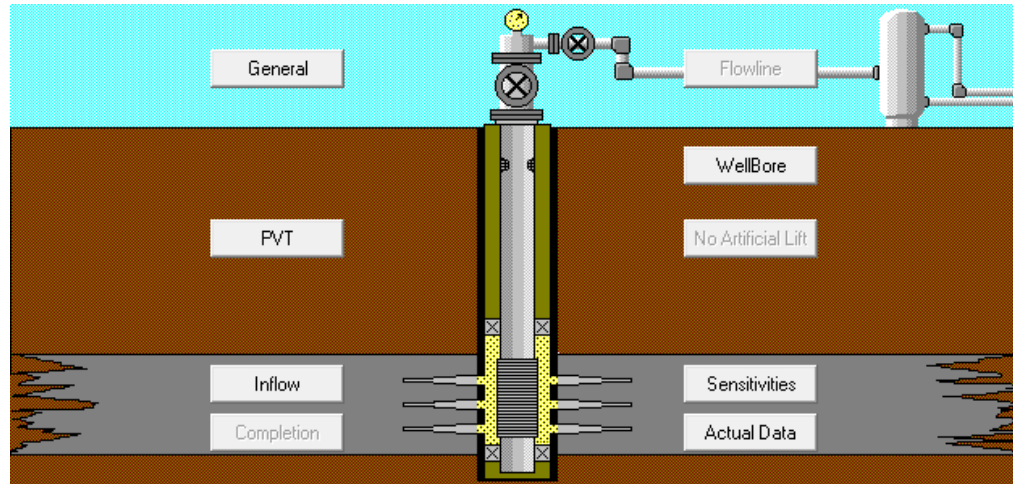 General
Flowline
WellBore
PVT
No Artificial Lift
Inflow
Sensitivities
Completion
Actual Data